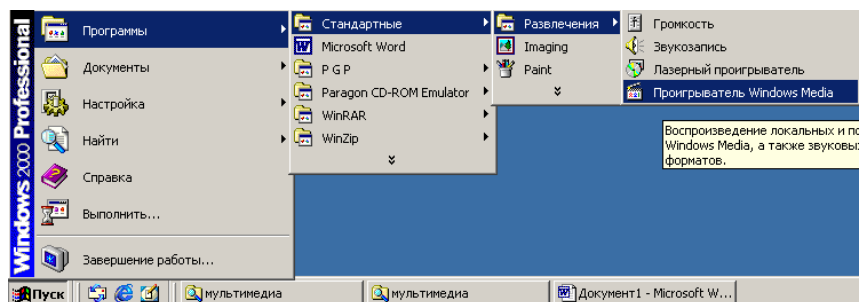 Windows 2000 Professional
Программы
Документы
Настройка
Найти
Справка
Выполнить...
Завершение работы...
Стандартные
Microsoft Word
PGP
Paragon CD-ROM Emulator
WinRAR
WinZip
Развлечения
Imaging
Paint
Громкость
Звукозапись
Лазерный проигрыватель
Проигрыватель Windows Media
Воспроизведение локальных и по
Windows Media, а также звуковы
форматов.
Пуск
мультимедиа
мультимедиа
Документ1 - Microsoft W...